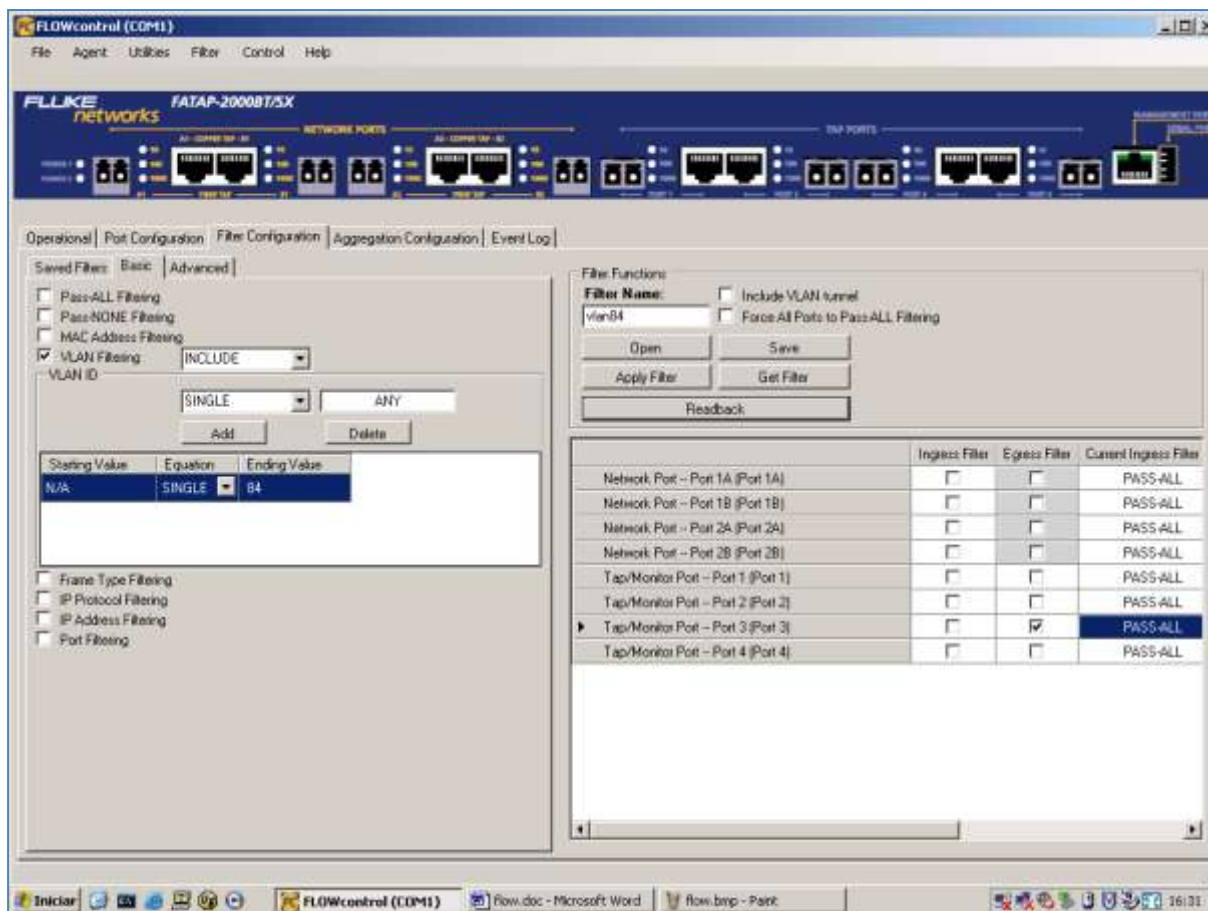 FLOWcontrol (COM1)
File Agent Utilities Filter Control Help
FLUKE networks FATAP-2000BT/SX
NETWORK PORTS
TAP PORTS
Operational Port Configuration Filter Configuration Aggregation Configuration Event Log
Saved Filters Basic Advanced
Pass-ALL Filtering
Pass-NONE Filtering
MAC Address Filtering
VLAN Filtering INCLUDE
VLAN ID
SINGLE ANY
Add Delete
Starting Value Equation Ending Value
N/A SINGLE 84
Frame Type Filtering
IP Protocol Filtering
IP Address Filtering
Port Filtering
Filter Functions
Filter Name: Include VLAN tunnel
vlan84 Force All Ports to Pass-ALL Filtering
Open Save
Apply Filter Get Filter
Readback
Ingress Filter Egress Filter Current Ingress Filter
Network Port -- Port 1A (Port 1A) PASS-ALL
Network Port -- Port 1B (Port 1B) PASS-ALL
Network Port -- Port 2A (Port 2A) PASS-ALL
Network Port -- Port 2B (Port 2B) PASS-ALL
Tap/Monitor Port -- Port 1 (Port 1) PASS-ALL
Tap/Monitor Port -- Port 2 (Port 2) PASS-ALL
Tap/Monitor Port -- Port 3 (Port 3) PASS-ALL
Tap/Monitor Port -- Port 4 (Port 4) PASS-ALL
Iniciar FLOWcontrol (COM1) flow.doc - Microsoft Word flow.bmp - Paint 16:31